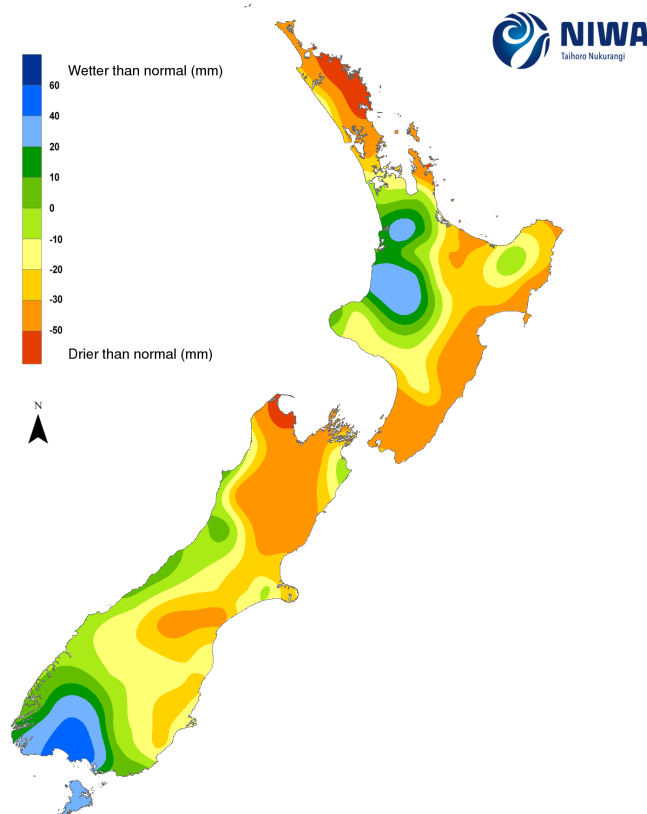 NIWA
Taihoro Nukurangi
Wetter than normal (mm)
60
40
20
10
0
-10
-20
-30
-50
Drier than normal (mm)
N